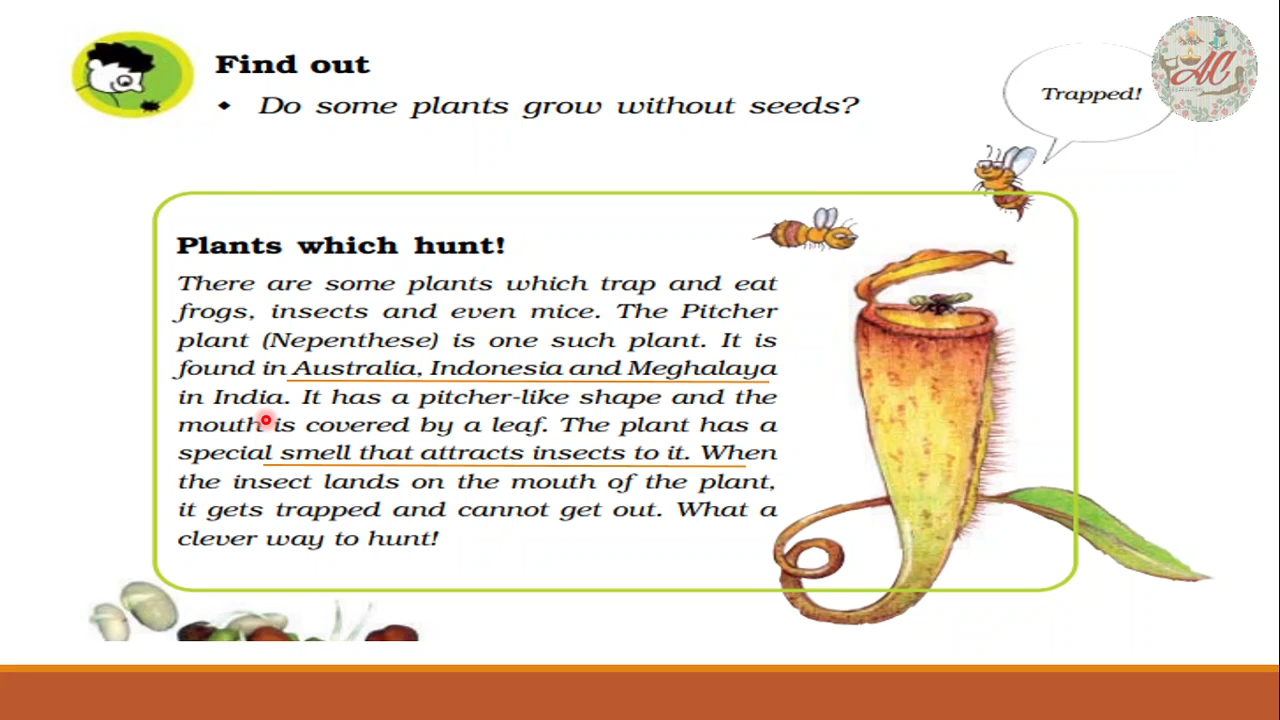 Find out
◆ Do some plants grow without seeds?
Trapped!
AC
Plants which hunt!
There are some plants which trap and eat
frogs, insects and even mice. The Pitcher
plant (Nepenthese) is one such plant. It is
found in Australia, Indonesia and Meghalaya
in India. It has a pitcher-like shape and the
mouth is covered by a leaf. The plant has a
special smell that attracts insects to it. When
the insect lands on the mouth of the plant,
it gets trapped and cannot get out. What a
clever way to hunt!